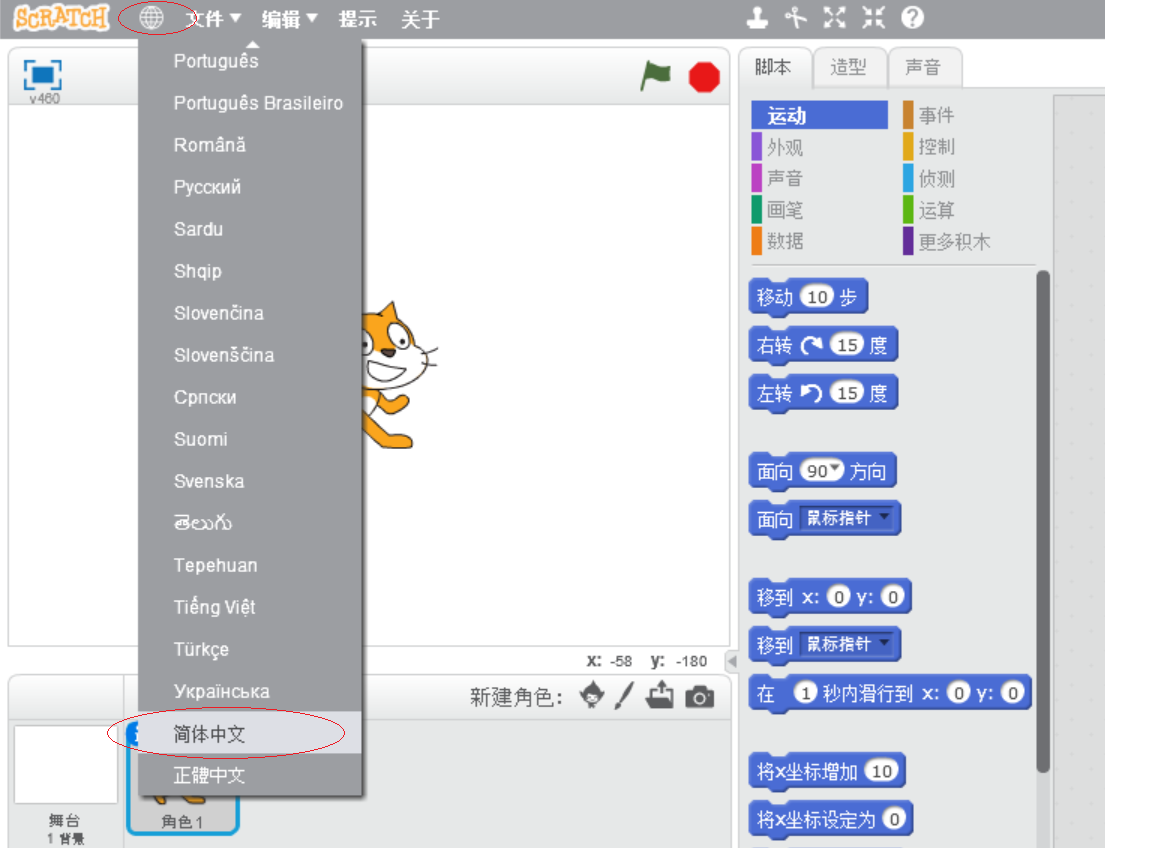 SCRATCH 文件 编辑 提示 关于
v460
Português
Português Brasileiro
Română
Русский
Sardu
Shqip
Slovenčina
Slovenščina
Српски
Suomi
Svenska
తెలుగు
Tepehuan
Tiếng Việt
Türkçe
Українська
简体中文
正體中文
x: -58 y: -180
新建角色:
舞台
1 背景
角色1
脚本 造型 声音
运动 事件
外观 控制
声音 侦测
画笔 运算
数据 更多积木
移动 10 步
右转 15 度
左转 15 度
面向 90 方向
面向 鼠标指针
移到 x: 0 y: 0
移到 鼠标指针
在 1 秒内滑行到 x: 0 y: 0
将x坐标增加 10
将x坐标设定为 0